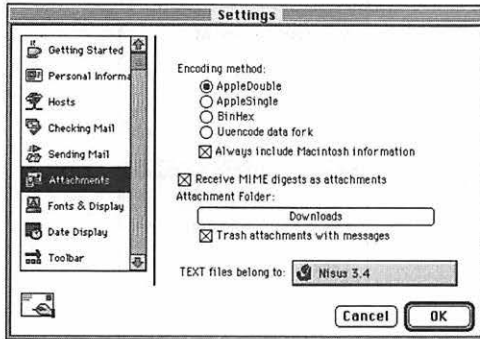 Settings
Getting Started
Personal Informa
Hosts
Checking Mail
Sending Mail
Attachments
Fonts & Display
Date Display
Toolbar
Encoding method:
AppleDouble
AppleSingle
BinHex
Uuencode data fork
Always include Macintosh information
Receive MIME digests as attachments
Attachment Folder:
Downloads
Trash attachments with messages
TEXT files belong to: Nisus 3.4
Cancel OK